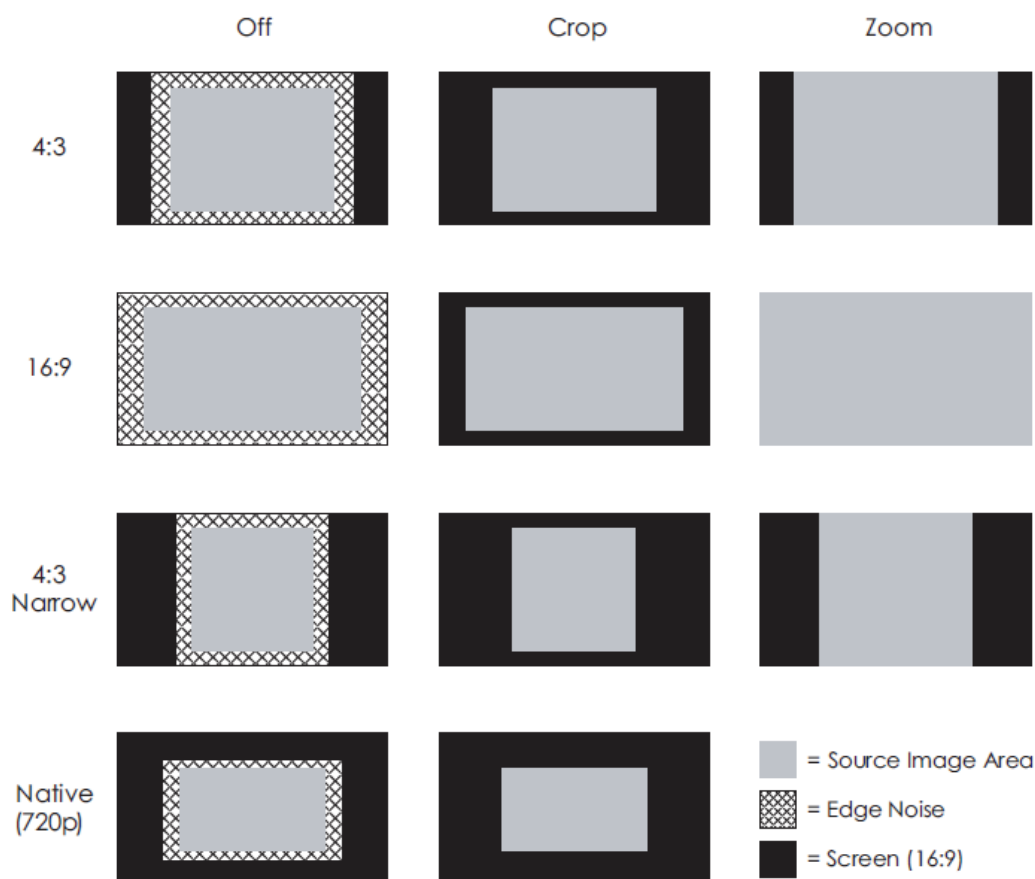 Off Crop Zoom
4:3
16:9
4:3
Narrow
Native
(720p)
= Source Image Area
= Edge Noise
= Screen (16:9)